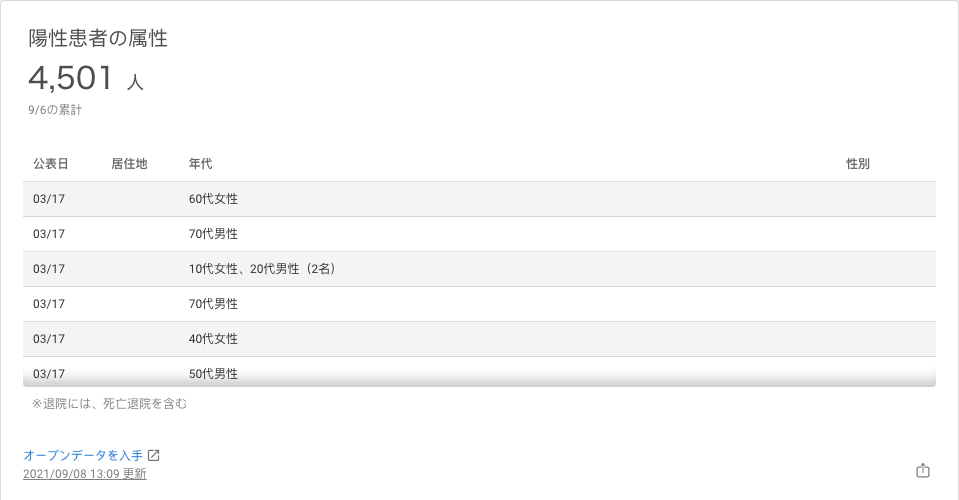 陽性患者の属性
4,501 人
9/6の累計
公表日 居住地 年代 性別
03/17 60代女性
03/17 70代男性
03/17 10代女性、20代男性（2名）
03/17 70代男性
03/17 40代女性
03/17 50代男性
※退院には、死亡退院を含む
オープンデータを入手
2021/09/08 13:09 更新